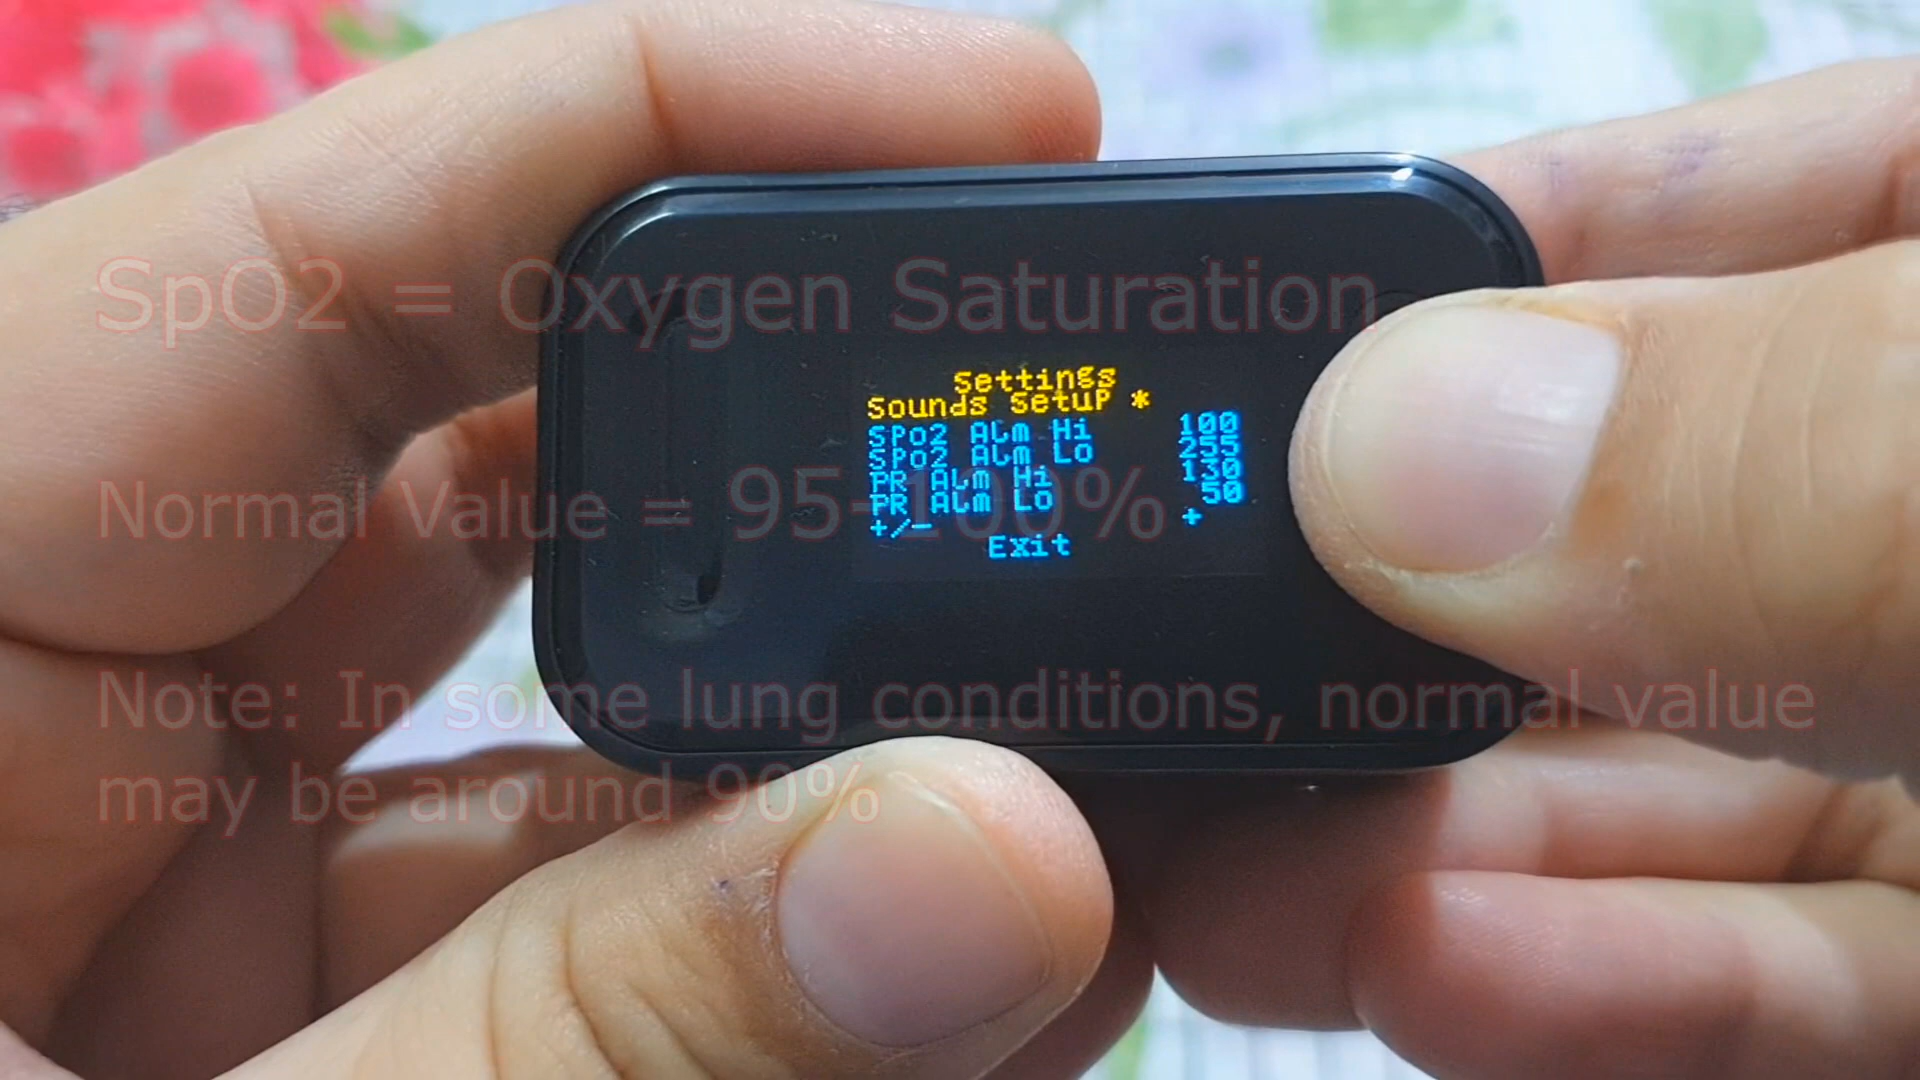 SpO2 = Oxygen Saturation
Normal Value = 95-100%
Note: In some lung conditions, normal value
may be around 90%
Settings
Sounds Setup *
SPo2 Alm Hi 100
SPo2 Alm Lo 255
PR Alm Hi 130
PR Alm Lo 50
+/- +
Exit